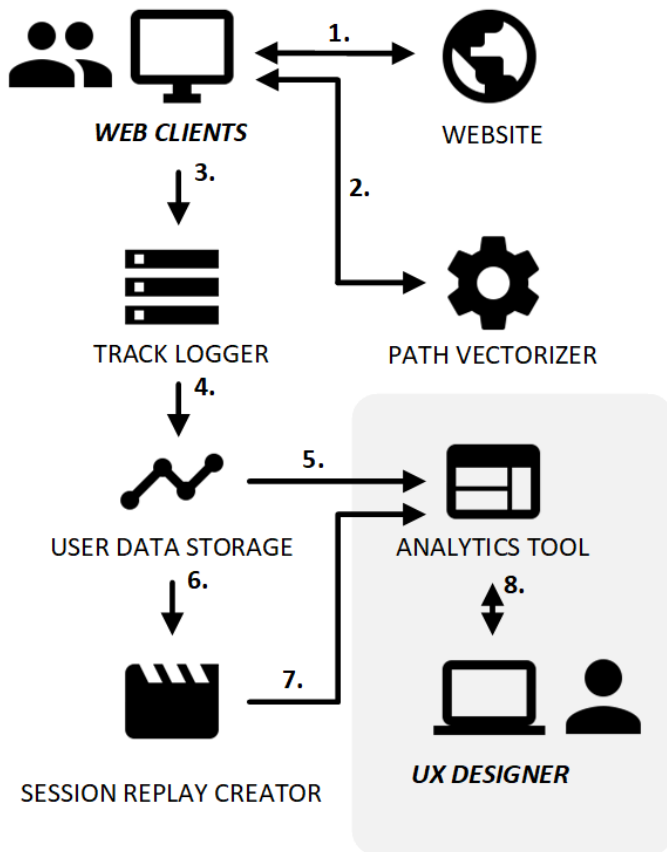 1.
WEB CLIENTS
WEBSITE
3.
2.
TRACK LOGGER
PATH VECTORIZER
4.
5.
USER DATA STORAGE
ANALYTICS TOOL
6.
8.
7.
SESSION REPLAY CREATOR
UX DESIGNER